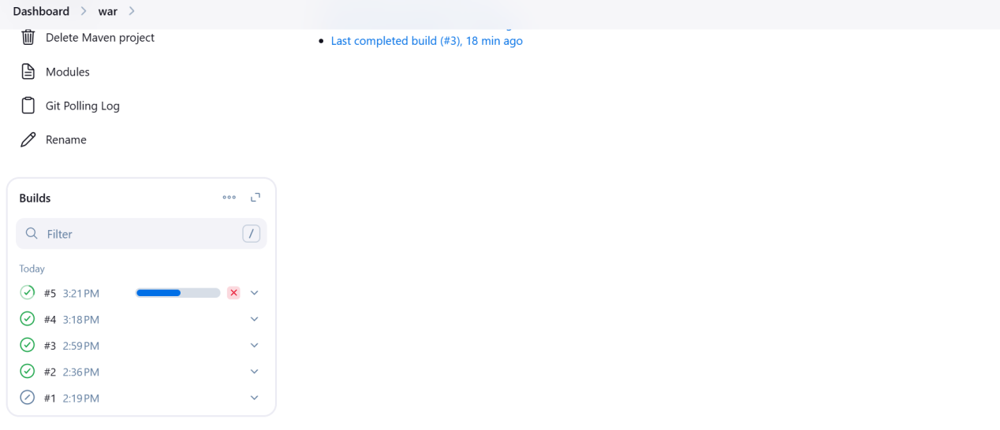 Dashboard > war >
Delete Maven project
Last completed build (#3), 18 min ago
Modules
Git Polling Log
Rename
Builds
Filter /
Today
#5 3:21 PM
#4 3:18 PM
#3 2:59 PM
#2 2:36 PM
#1 2:19 PM